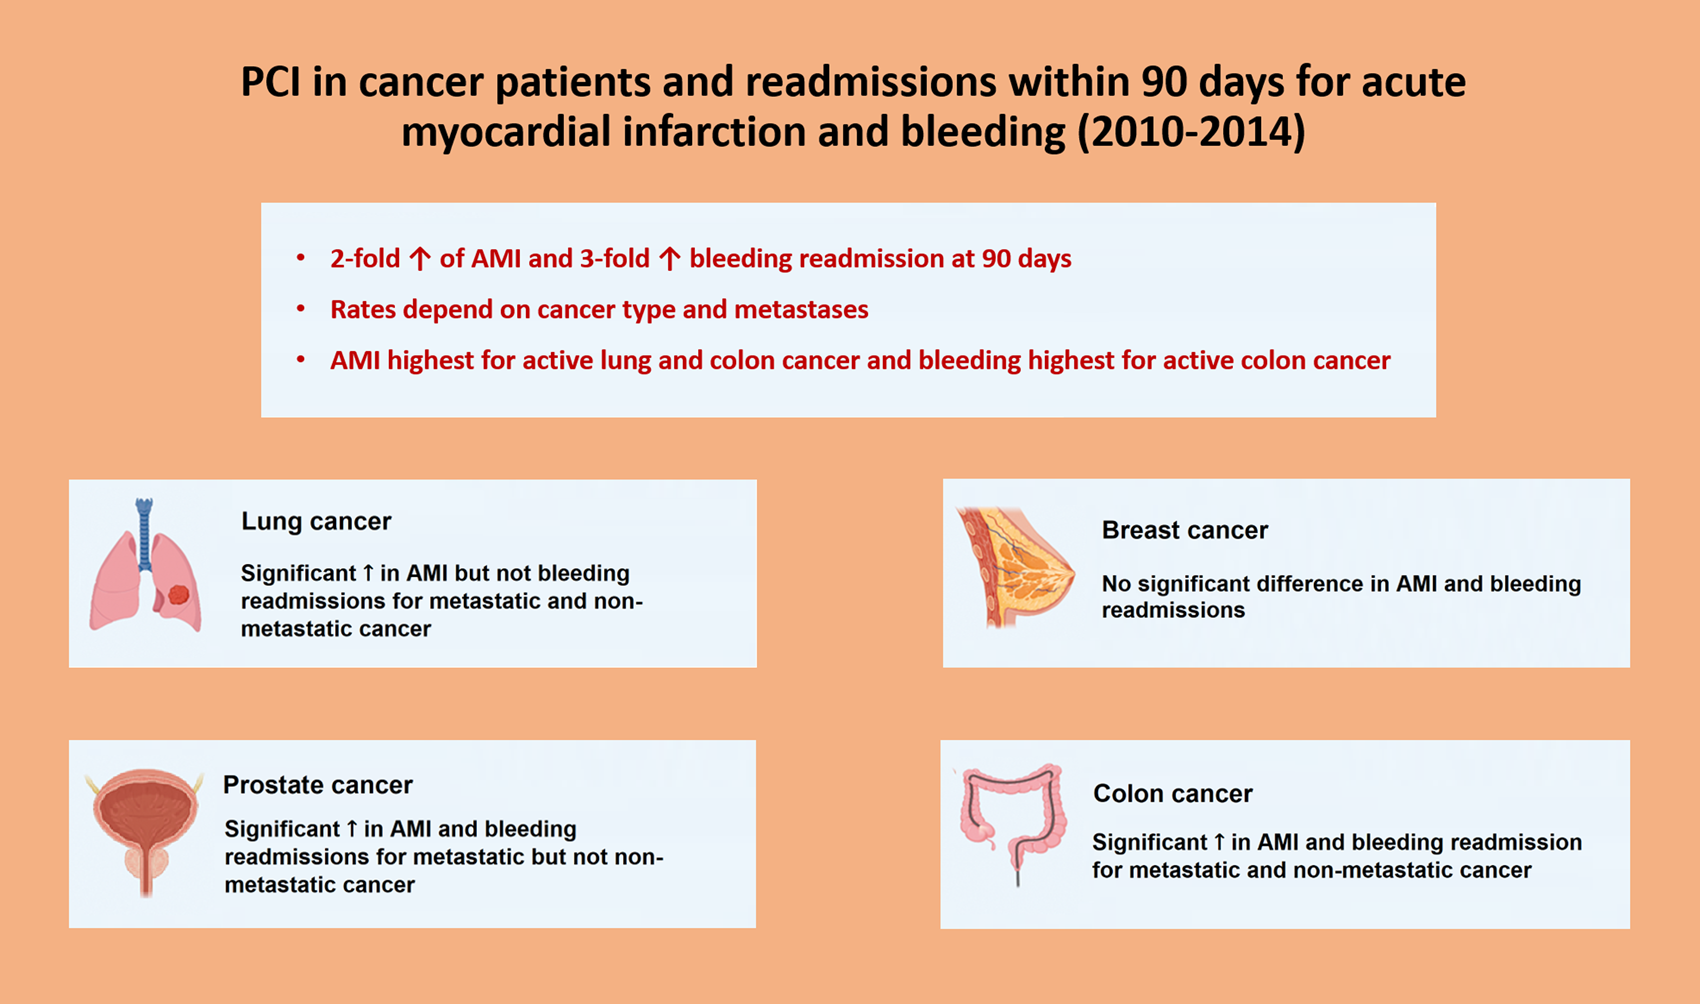 PCI in cancer patients and readmissions within 90 days for acute
myocardial infarction and bleeding (2010-2014)
• 2-fold ↑ of AMI and 3-fold ↑ bleeding readmission at 90 days
• Rates depend on cancer type and metastases
• AMI highest for active lung and colon cancer and bleeding highest for active colon cancer
Lung cancer
Significant ↑ in AMI but not bleeding
readmissions for metastatic and non-
metastatic cancer
Breast cancer
No significant difference in AMI and bleeding
readmissions
Prostate cancer
Significant ↑ in AMI and bleeding
readmissions for metastatic but not non-
metastatic cancer
Colon cancer
Significant ↑ in AMI and bleeding readmission
for metastatic and non-metastatic cancer